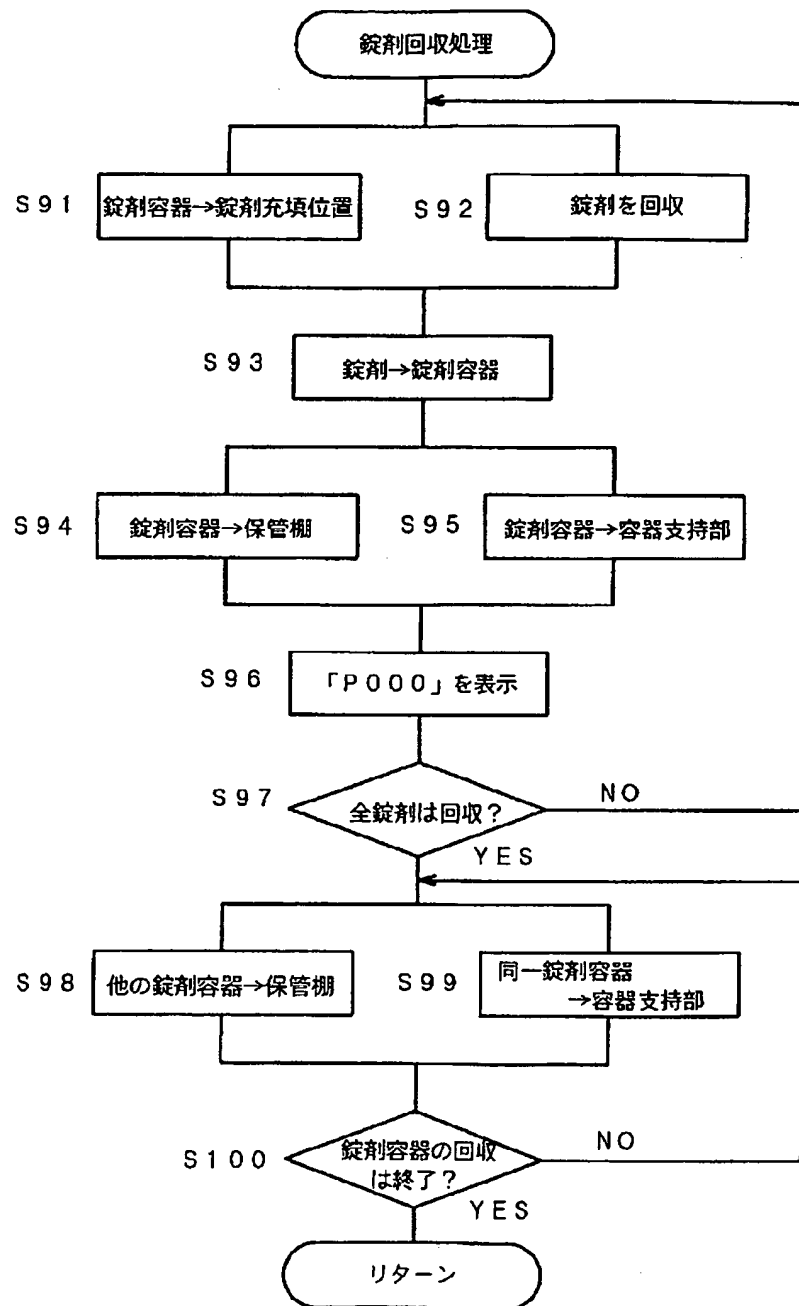 錠剤回収処理
S91
錠剤容器→錠剤充填位置
S92
錠剤を回収
S93
錠剤→錠剤容器
S94
錠剤容器→保管棚
S95
錠剤容器→容器支持部
S96
「P000」を表示
S97
全錠剤は回収？
NO
YES
S98
他の錠剤容器→保管棚
S99
同一錠剤容器
→容器支持部
S100
錠剤容器の回収
は終了？
NO
YES
リターン